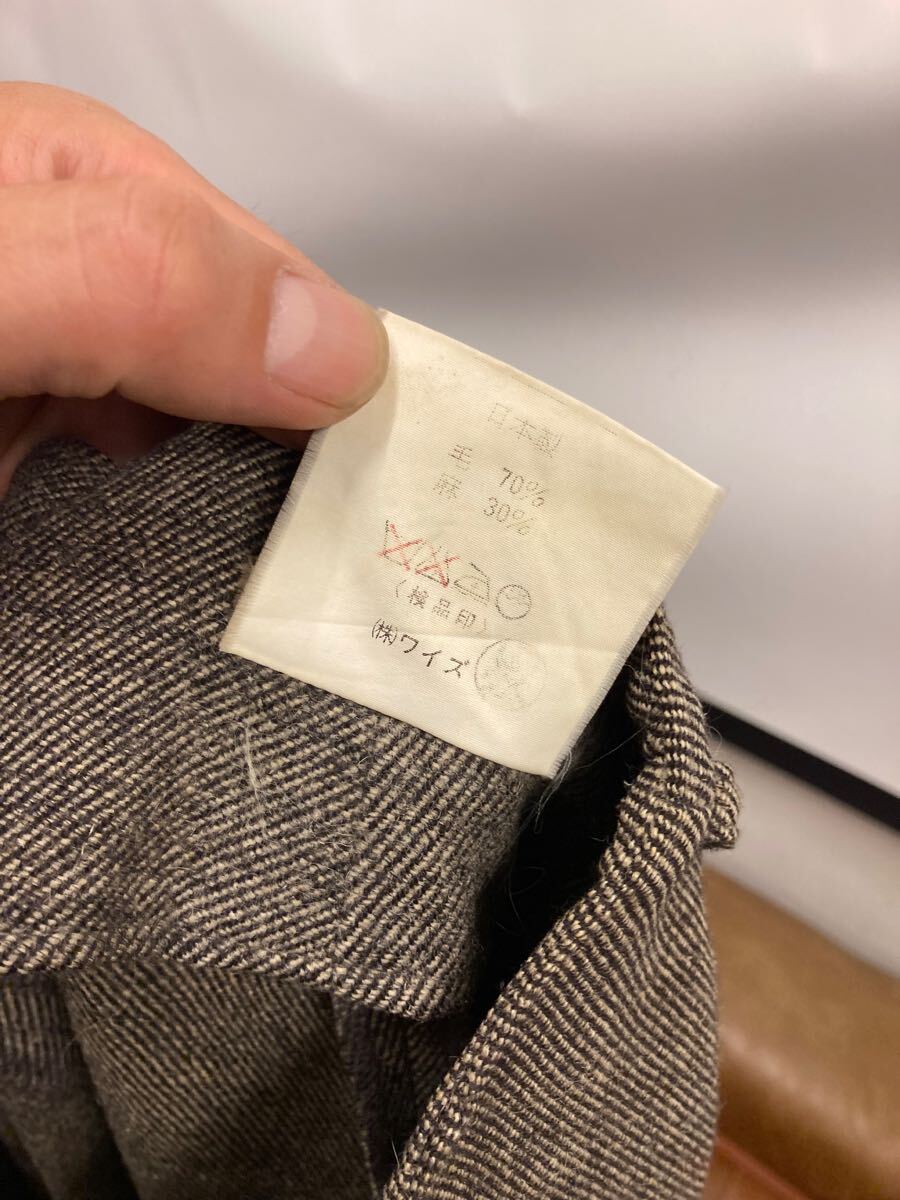 日本製
毛 70%
麻 30%
(検品印)
(株)ワイズ